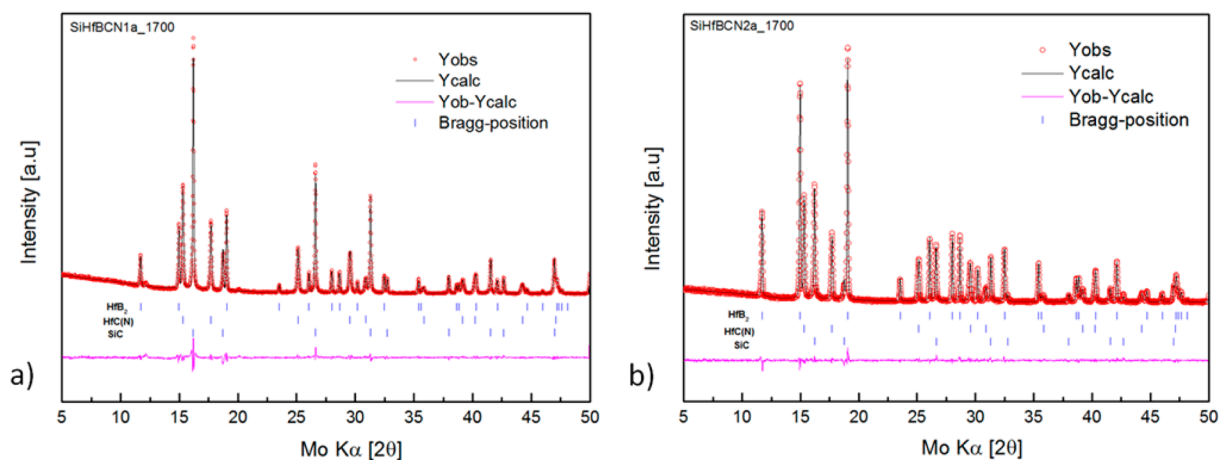 SiHfBCN1a_1700
Yobs
Ycalc
Yob-Ycalc
Bragg-position
Intensity [a.u]
HfB2
HfC(N)
SiC
a)
5 10 15 20 25 30 35 40 45 50
Mo Kα [2θ]
SiHfBCN2a_1700
Yobs
Ycalc
Yob-Ycalc
Bragg-position
Intensity [a.u]
HfB2
HfC(N)
SiC
b)
5 10 15 20 25 30 35 40 45 50
Mo Kα [2θ]